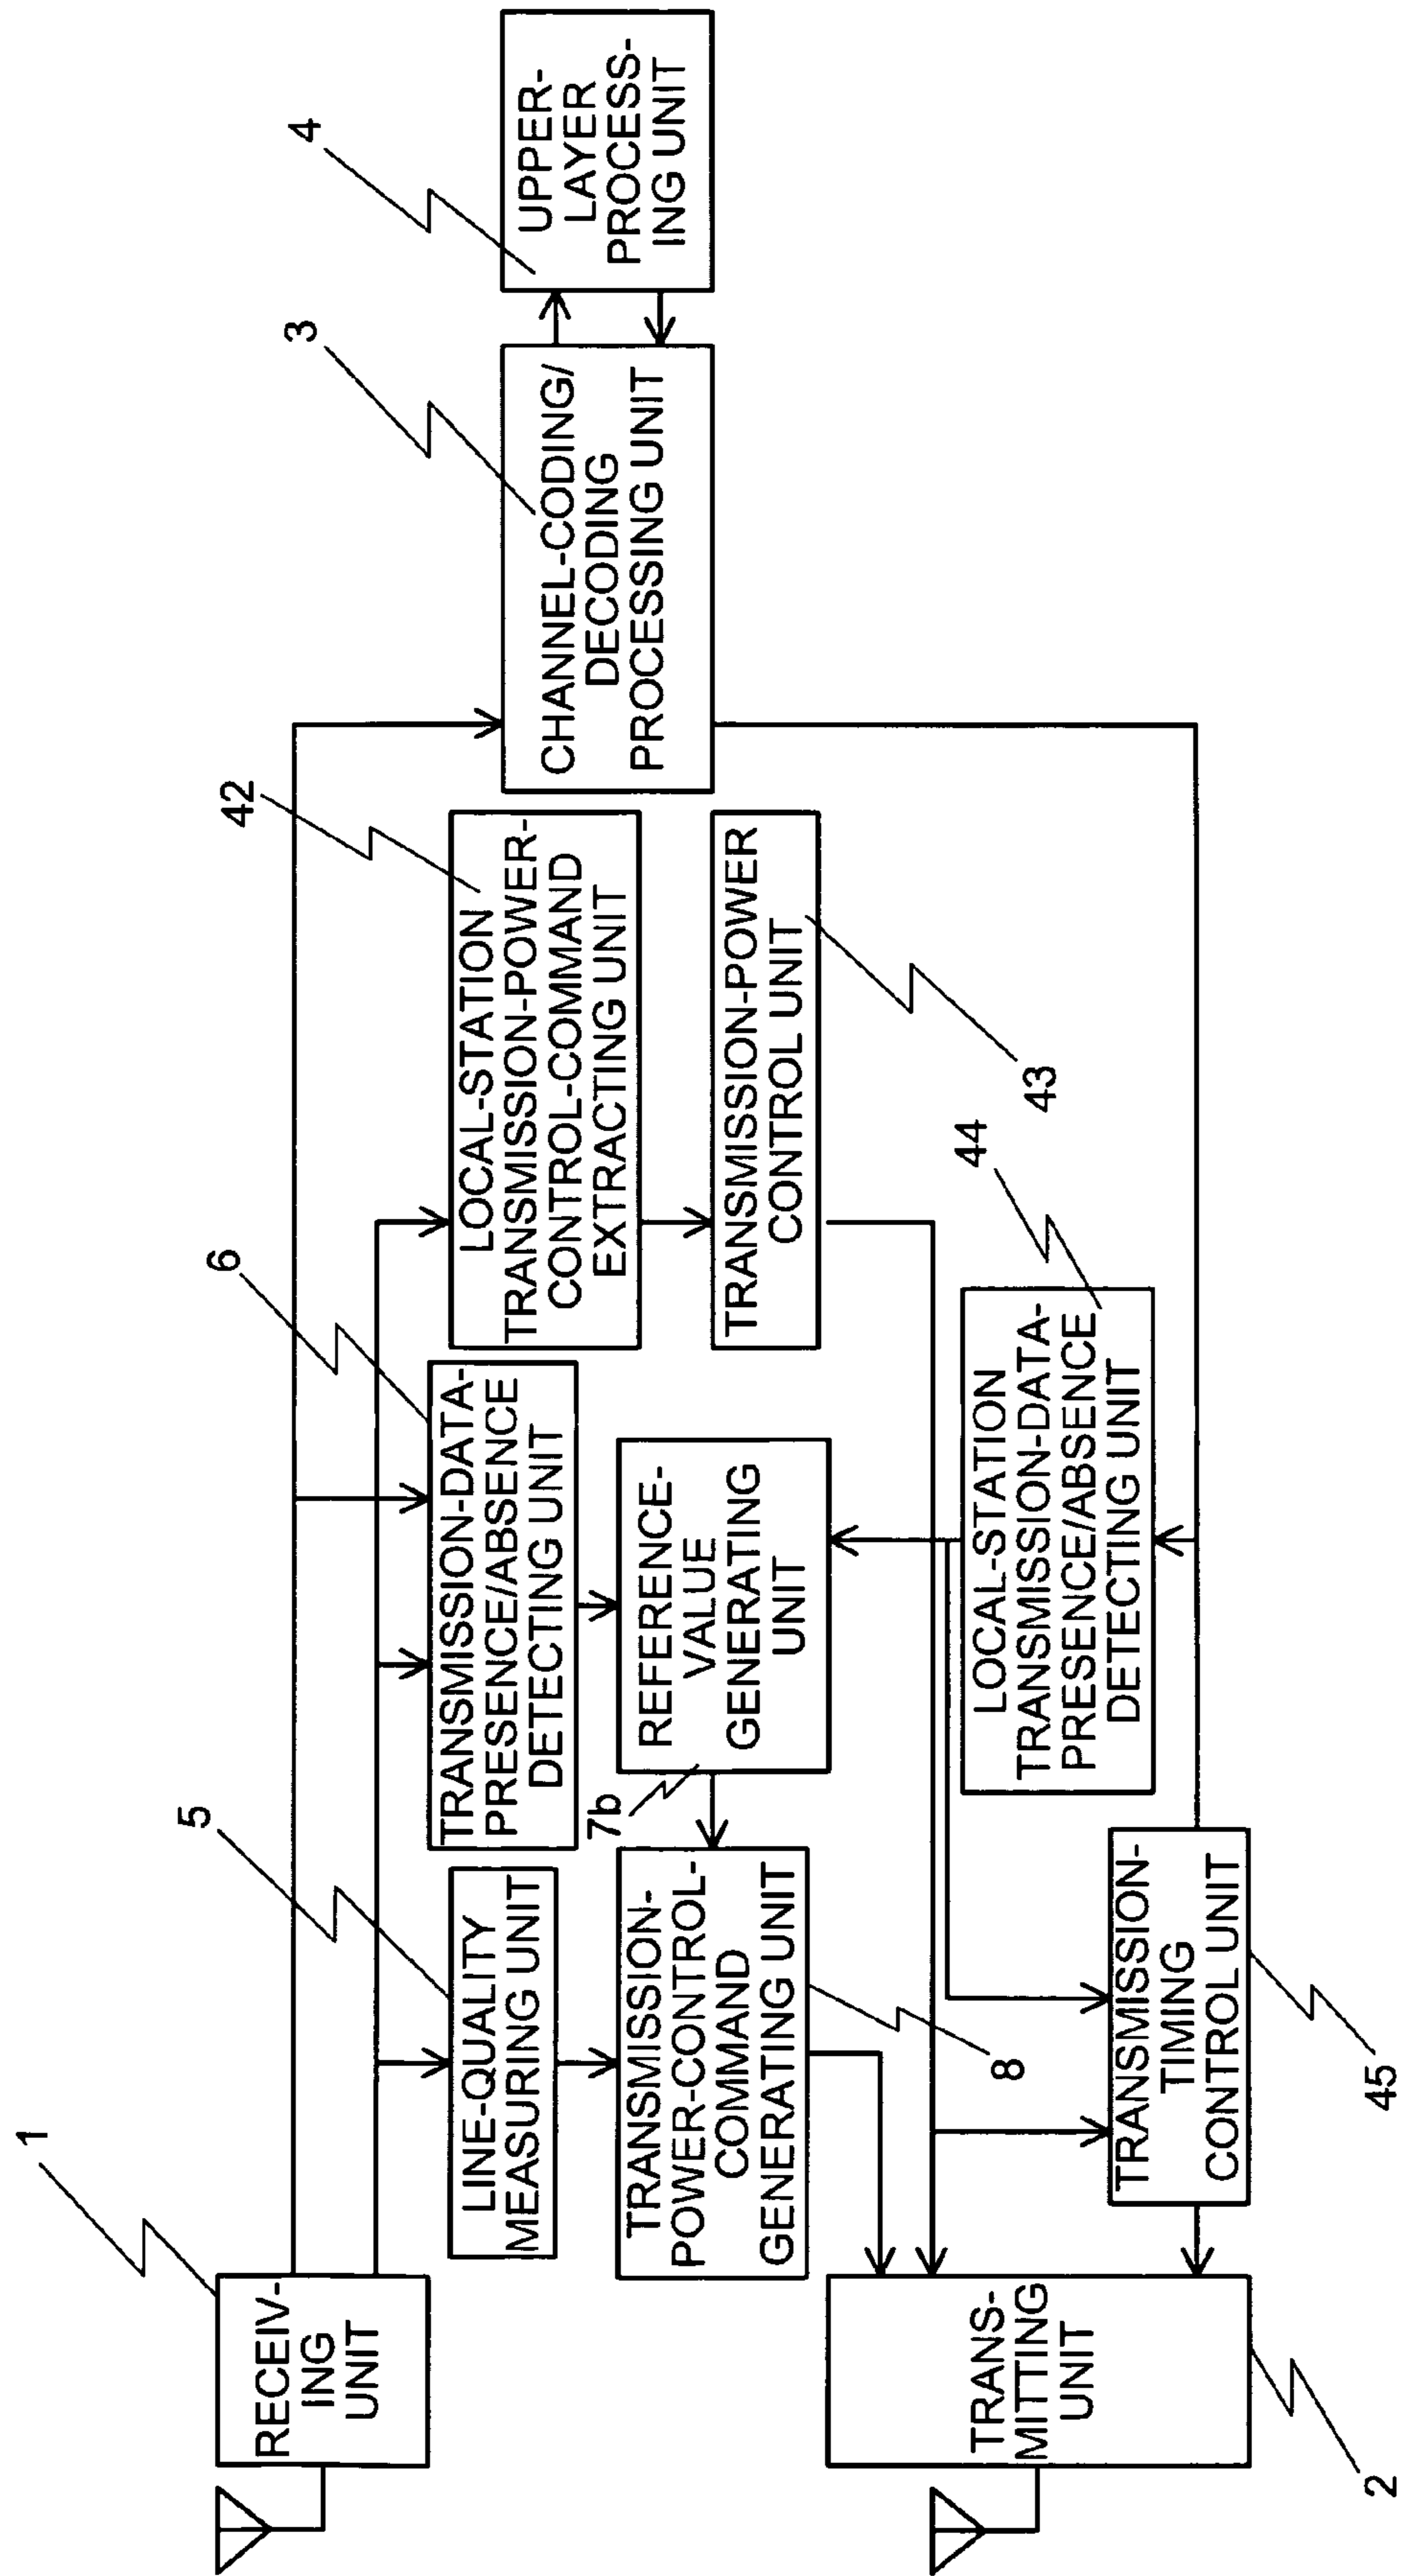 1
RECEIV-
ING
UNIT
5
LINE-QUALITY
MEASURING UNIT
6
TRANSMISSION-DATA-
PRESENCE/ABSENCE
DETECTING UNIT
42
LOCAL-STATION
TRANSMISSION-POWER-
CONTROL-COMMAND
EXTRACTING UNIT
3
CHANNEL-CODING/
DECODING
PROCESSING UNIT
4
UPPER-
LAYER
PROCESS-
ING UNIT
TRANSMISSION-
POWER-CONTROL-
COMMAND
GENERATING UNIT
8
7b
REFERENCE-
VALUE
GENERATING
UNIT
TRANSMISSION-POWER
CONTROL UNIT
43
TRANS-
MITTING
UNIT
2
TRANSMISSION-
TIMING
CONTROL UNIT
45
44
LOCAL-STATION
TRANSMISSION-DATA-
PRESENCE/ABSENCE
DETECTING UNIT